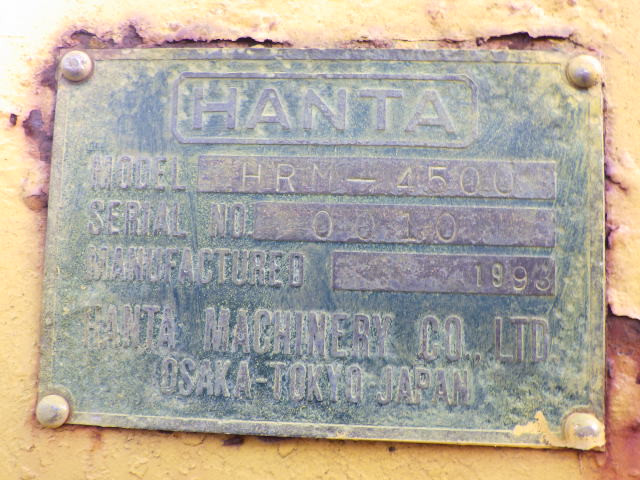 HANTA
MODEL HRM-4500
SERIAL NO. 0010
MANUFACTURED 1993
HANTA MACHINERY CO., LTD.
OSAKA-TOKYO JAPAN